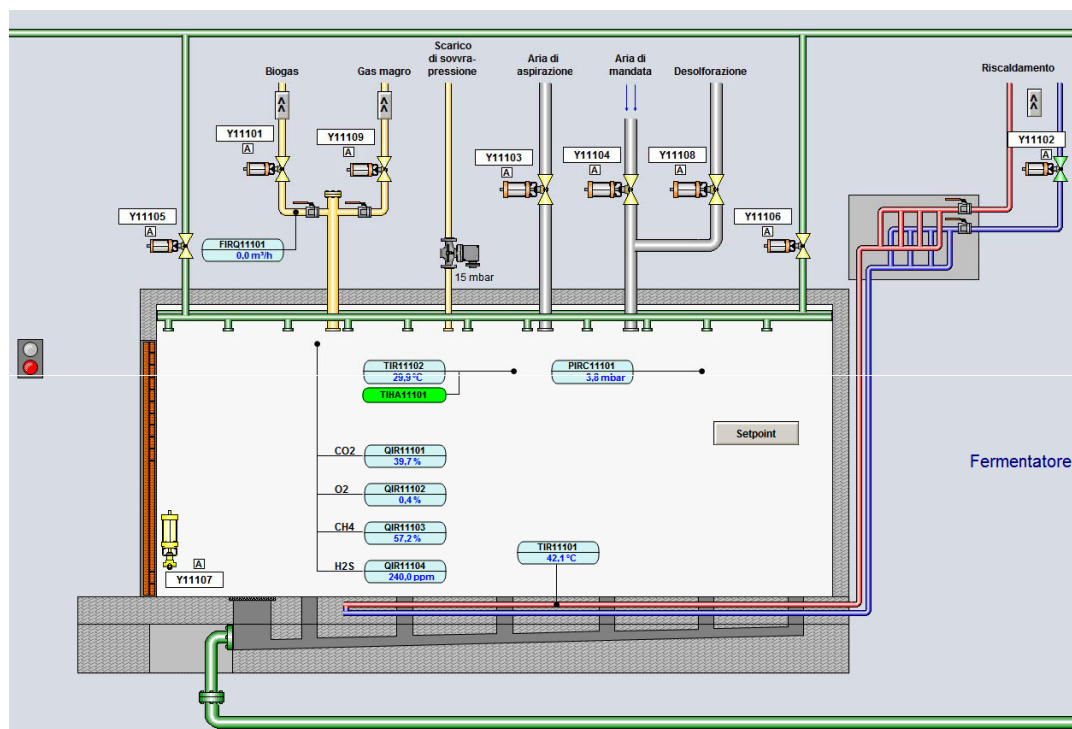 Scarico
di sovvra-
pressione
Biogas
Gas magro
Aria di
aspirazione
Aria di
mandata
Desolforazione
Riscaldamento
Y11101
A
Y11109
A
Y11103
A
Y11104
A
Y11108
A
Y11102
A
Y11105
A
FIRQ11101
0,0 m³/h
15 mbar
Y11106
A
TIR11102
29,9 °C
TIHA11101
PIRC11101
3,8 mbar
Setpoint
CO2
QIR11101
39,7 %
O2
QIR11102
0,4 %
CH4
QIR11103
57,2 %
H2S
QIR11104
240,0 ppm
TIR11101
42,1 °C
Fermentatore
A
Y11107